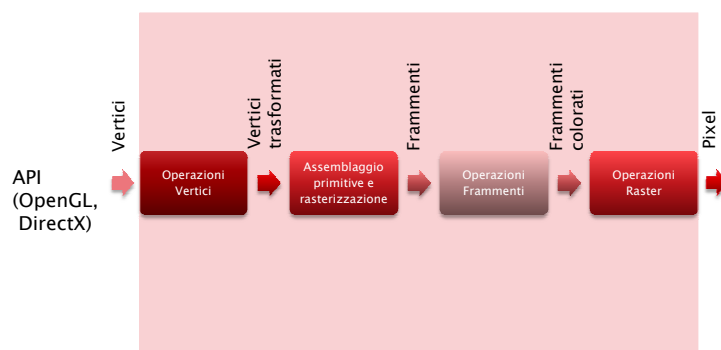 API
(OpenGL,
DirectX)
Vertici
Operazioni
Vertici
Vertici
trasformati
Assemblaggio
primitive e
rasterizzazione
Frammenti
Operazioni
Frammenti
Frammenti
colorati
Operazioni
Raster
Pixel